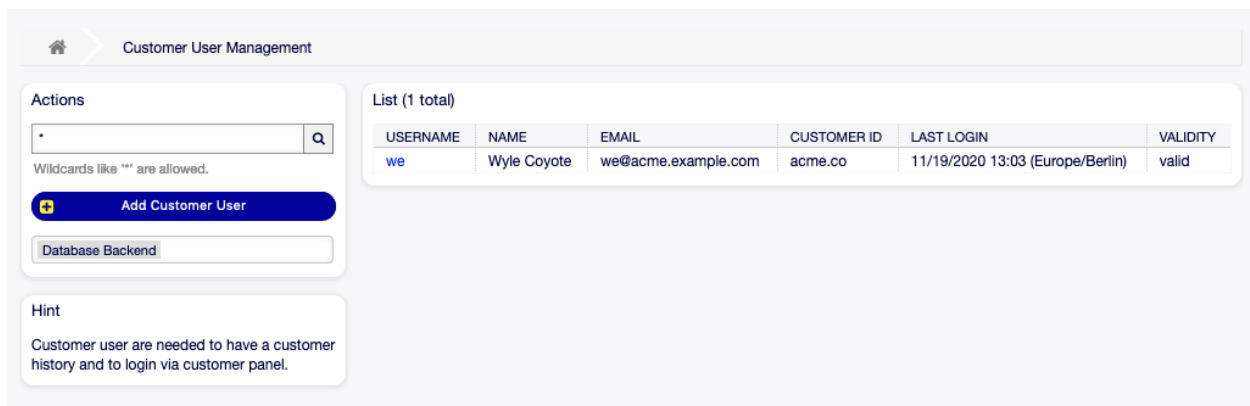 Customer User Management
Actions
*
Wildcards like '*' are allowed.
Add Customer User
Database Backend
Hint
Customer user are needed to have a customer
history and to login via customer panel.
List (1 total)
USERNAME NAME EMAIL CUSTOMER ID LAST LOGIN VALIDITY
we Wyle Coyote we@acme.example.com acme.co 11/19/2020 13:03 (Europe/Berlin) valid